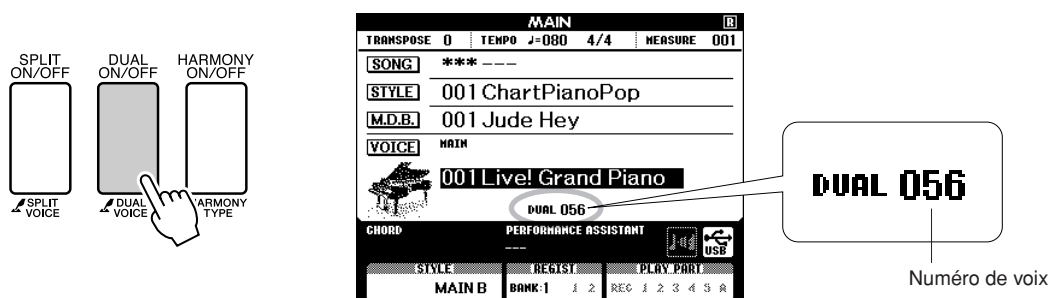 SPLIT
ON/OFF
DUAL
ON/OFF
HARMONY
ON/OFF
SPLIT
VOICE
DUAL
VOICE
ARMONY
TYPE
MAIN R
TRANSPOSE 0 TEMPO ♩=080 4/4 MEASURE 001
SONG *** ---
STYLE 001 ChartPianoPop
M.D.B. 001 Jude Hey
VOICE MAIN
001 Live! Grand Piano
DUAL 056
CHORD PERFORMANCE ASSISTANT
---
USB
STYLE REGIST PLAY PART
MAIN B BANK:1 1 2 REG 1 2 3 4 5 A
DUAL 056
Numéro de voix